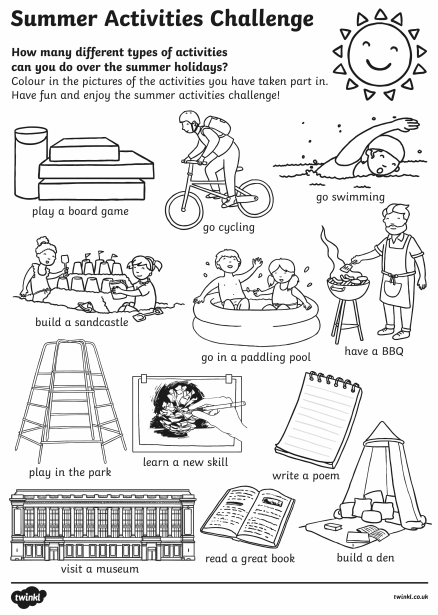 Summer Activities Challenge
How many different types of activities
can you do over the summer holidays?
Colour in the pictures of the activities you have taken part in.
Have fun and enjoy the summer activities challenge!
play a board game
go cycling
go swimming
build a sandcastle
go in a paddling pool
have a BBQ
play in the park
learn a new skill
write a poem
visit a museum
read a great book
build a den
twinkl
twinkl.co.uk